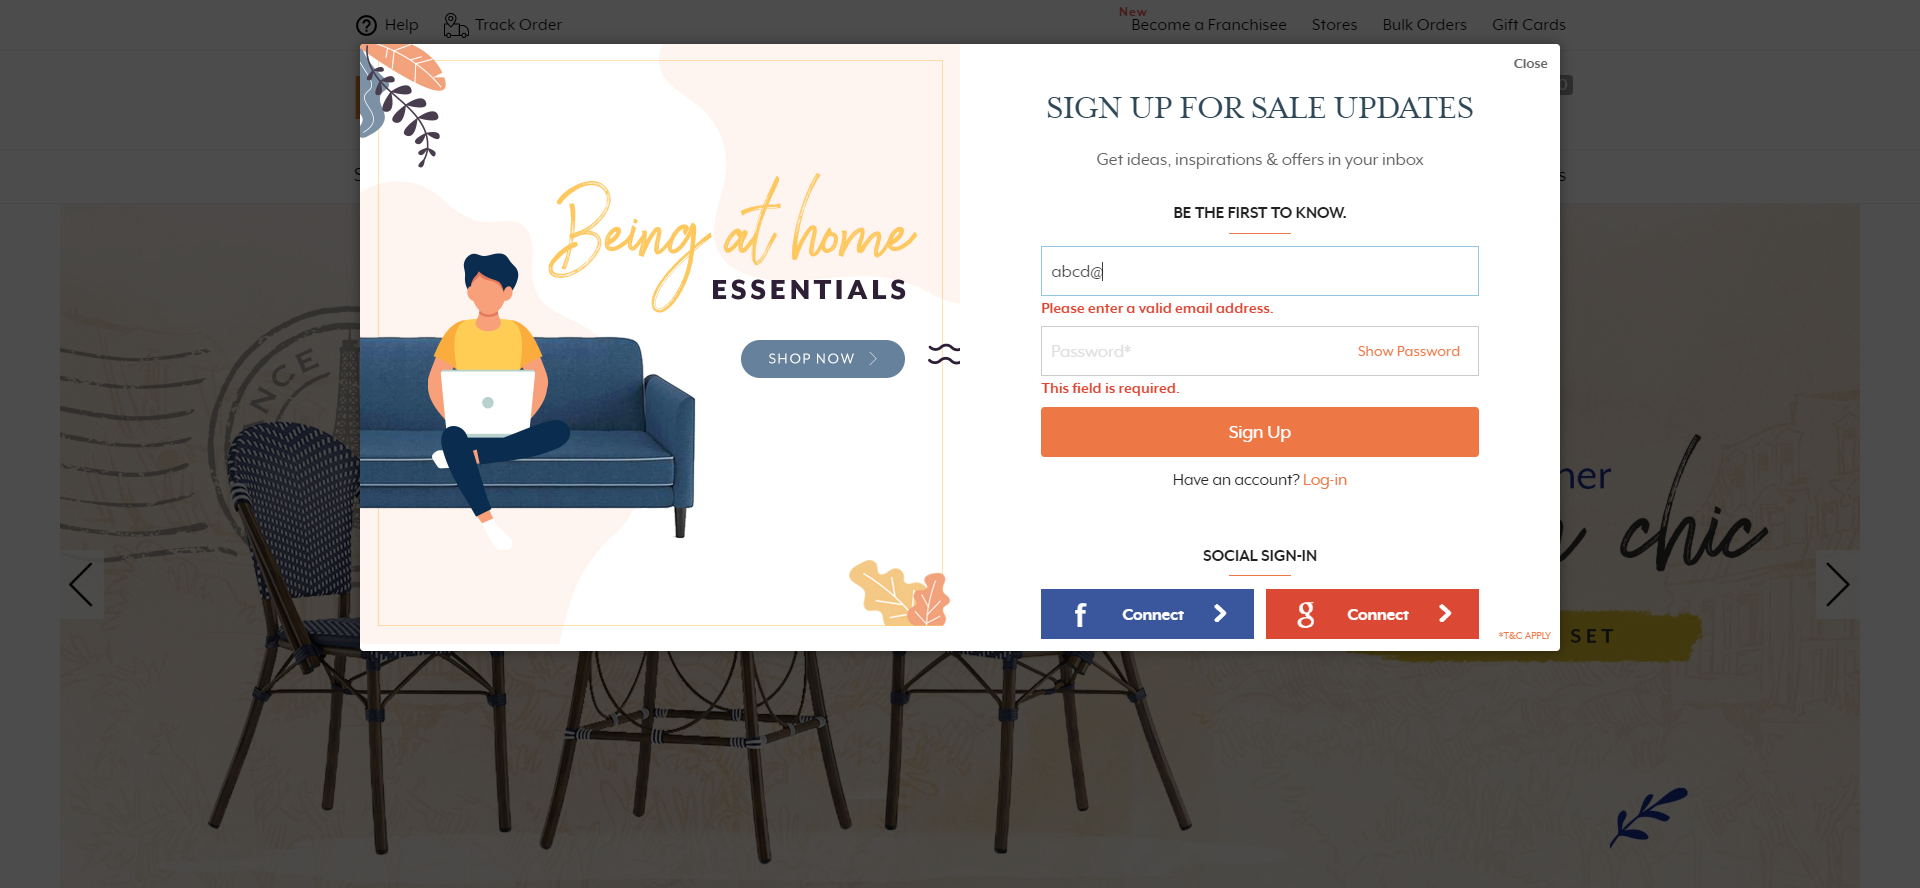 Help
Track Order
New
Become a Franchisee
Stores
Bulk Orders
Gift Cards
Close
Being at home
ESSENTIALS
SHOP NOW
SIGN UP FOR SALE UPDATES
Get ideas, inspirations & offers in your inbox
BE THE FIRST TO KNOW.
abcd@
Please enter a valid email address.
Password*
Show Password
This field is required.
Sign Up
Have an account? Log-in
SOCIAL SIGN-IN
f Connect
g Connect
*T&C APPLY
chic
SET